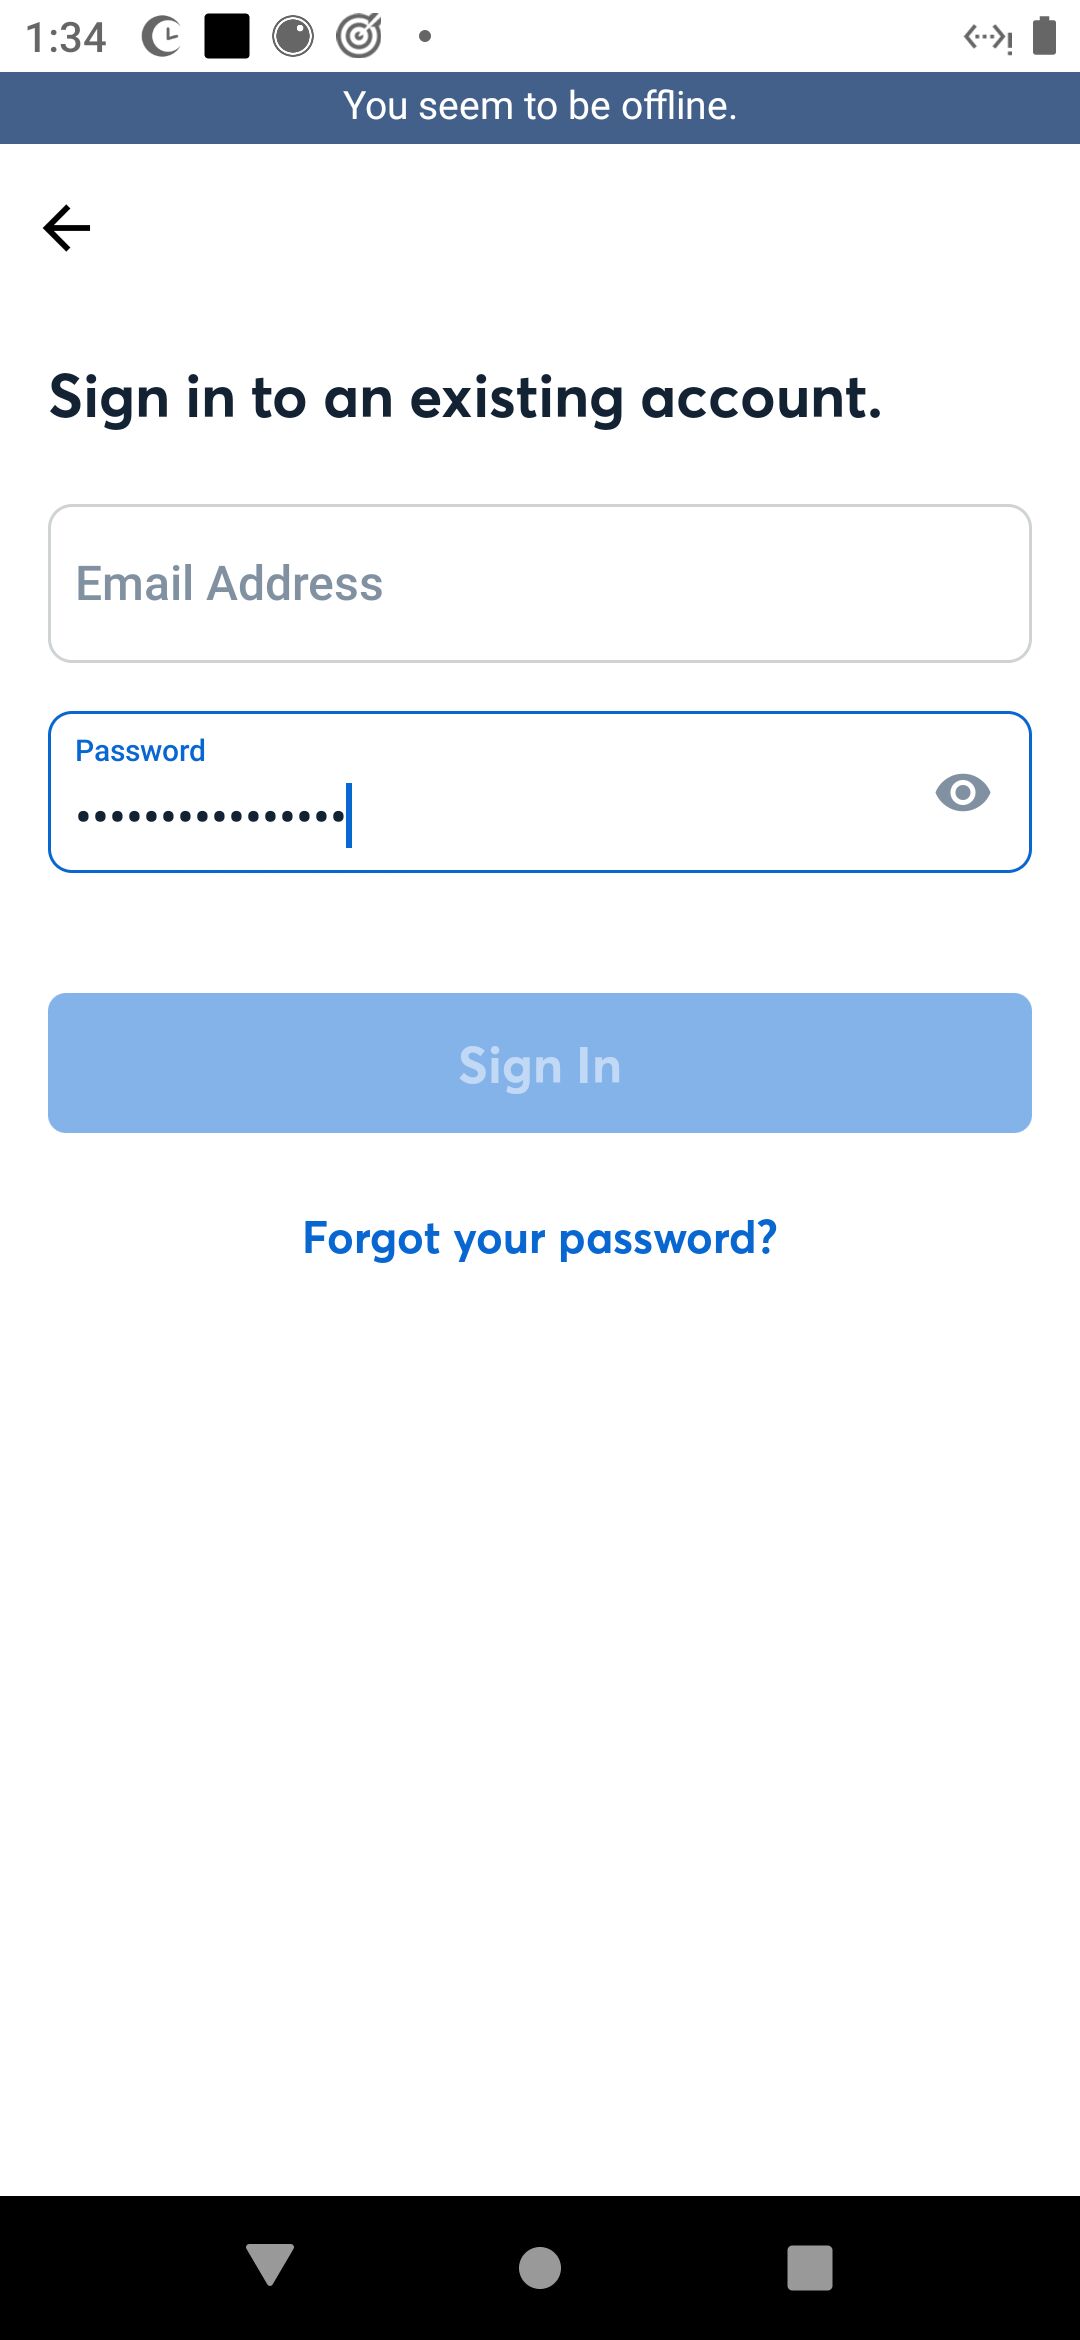 1:34
You seem to be offline.
Sign in to an existing account.
Email Address
Password
••••••••••••••••
Sign In
Forgot your password?